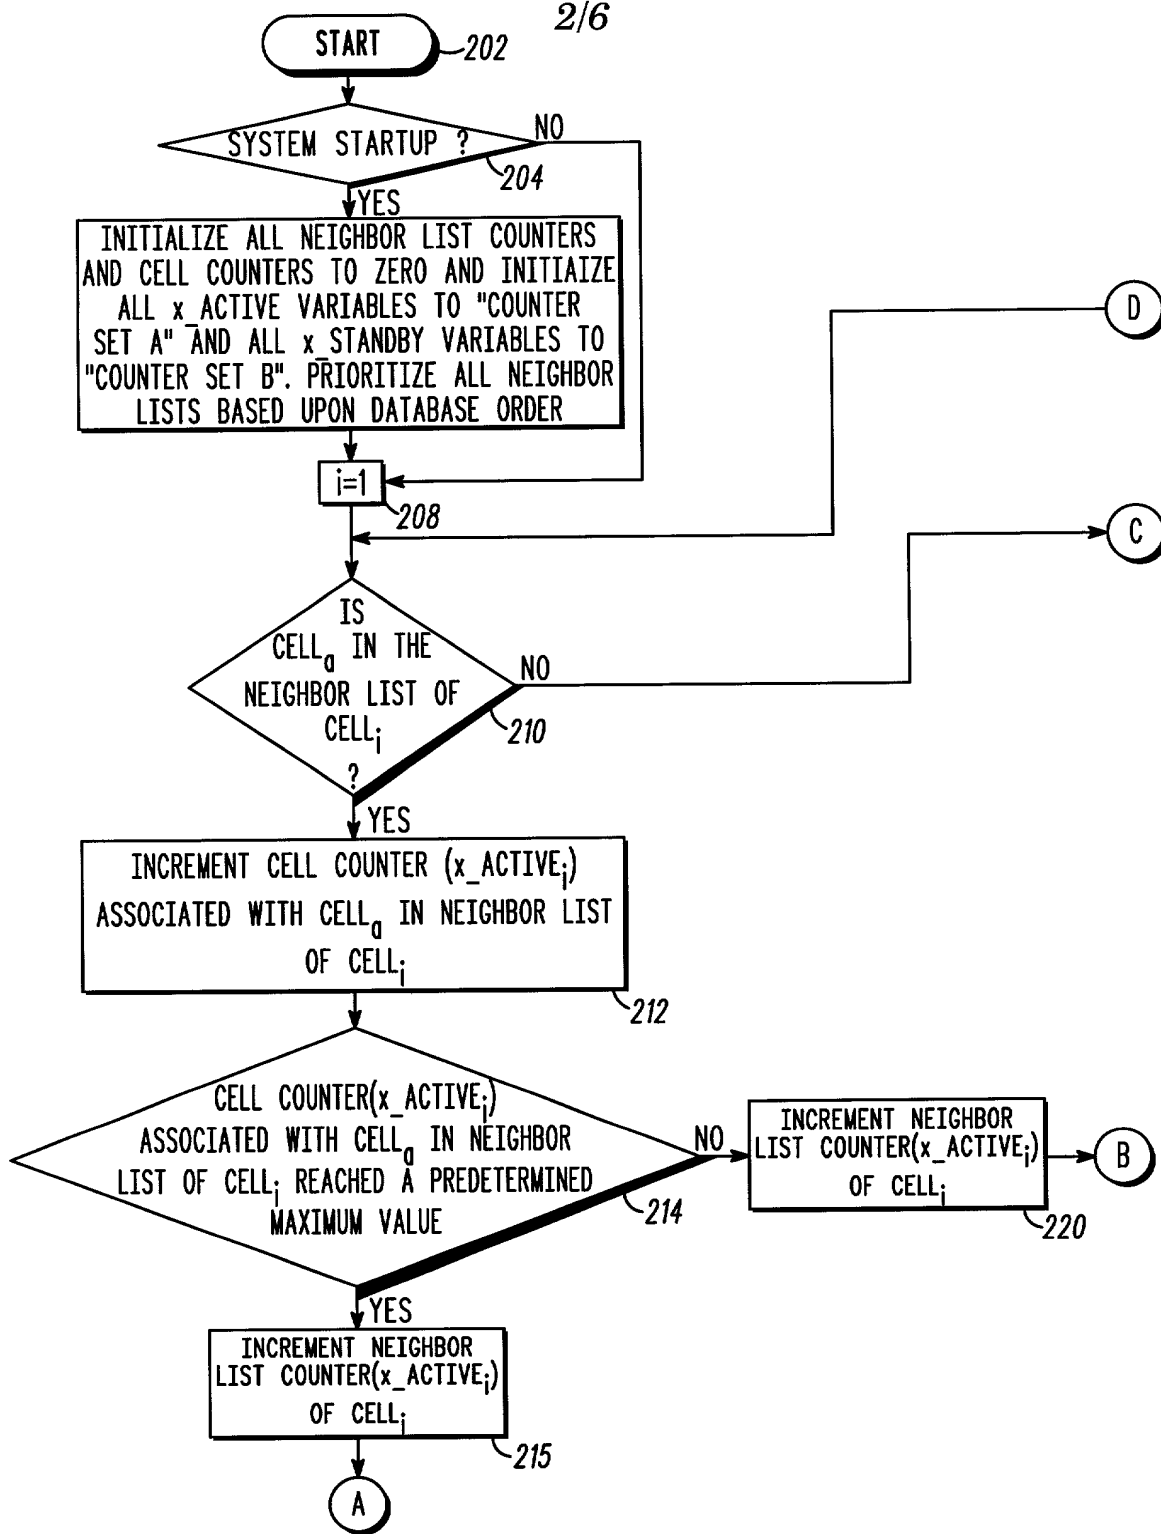 2/6
START
202
SYSTEM STARTUP ?
NO
204
YES
INITIALIZE ALL NEIGHBOR LIST COUNTERS
AND CELL COUNTERS TO ZERO AND INITIAIZE
ALL x_ACTIVE VARIABLES TO "COUNTER
SET A" AND ALL x_STANDBY VARIABLES TO
"COUNTER SET B". PRIORITIZE ALL NEIGHBOR
LISTS BASED UPON DATABASE ORDER
D
i=1
208
C
IS
CELLa IN THE
NEIGHBOR LIST OF
CELLi
?
NO
210
YES
INCREMENT CELL COUNTER (x_ACTIVEi)
ASSOCIATED WITH CELLa IN NEIGHBOR LIST
OF CELLi
212
CELL COUNTER(x_ACTIVEi)
ASSOCIATED WITH CELLa IN NEIGHBOR
LIST OF CELLi REACHED A PREDETERMINED
MAXIMUM VALUE
NO
214
INCREMENT NEIGHBOR
LIST COUNTER(x_ACTIVEi)
OF CELLi
220
B
YES
INCREMENT NEIGHBOR
LIST COUNTER(x_ACTIVEi)
OF CELLi
215
A